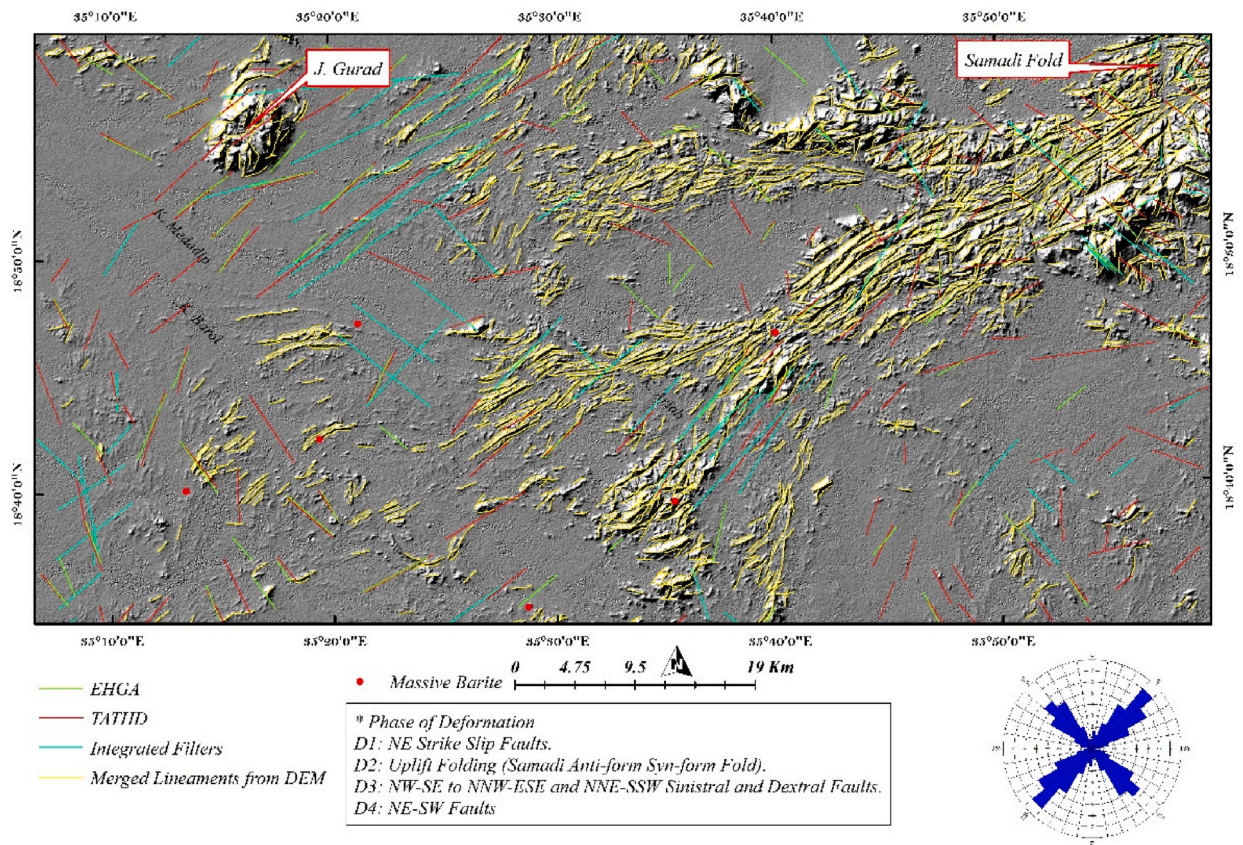 35°10'0"E 35°20'0"E 35°30'0"E 35°40'0"E 35°50'0"E
J. Gurad
Samadi Fold
K. Medadip
K. Baroi
18°50'0"N
18°50'0"N
18°40'0"N
18°40'0"N
35°10'0"E 35°20'0"E 35°30'0"E 35°40'0"E 35°50'0"E
EHGA
TATHD
Integrated Filters
Merged Lineaments from DEM
Massive Barite
N
0 4.75 9.5 19 Km
* Phase of Deformation
D1: NE Strike Slip Faults.
D2: Uplift Folding (Samadi Anti-form Syn-form Fold).
D3: NW-SE to NNW-ESE and NNE-SSW Sinistral and Dextral Faults.
D4: NE-SW Faults